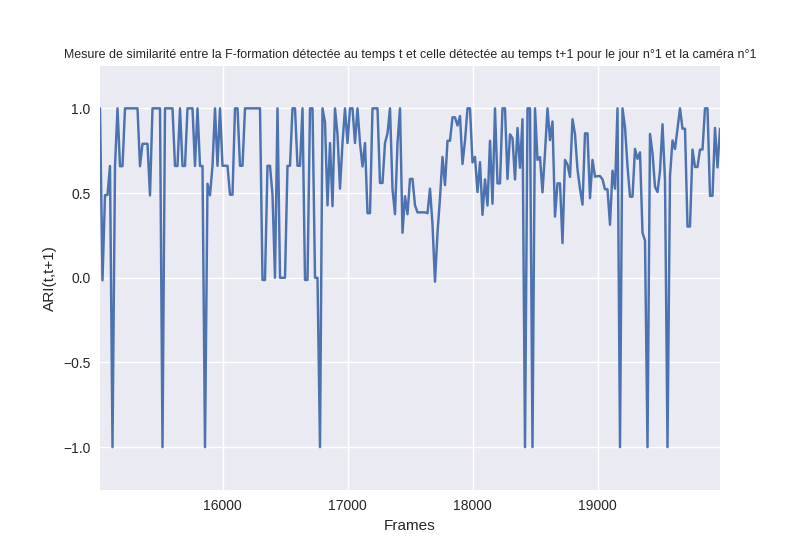 Mesure de similarité entre la F-formation détectée au temps t et celle détectée au temps t+1 pour le jour n°1 et la caméra n°1
1.0
0.5
0.0
−0.5
−1.0
ARI(t,t+1)
16000 17000 18000 19000
Frames